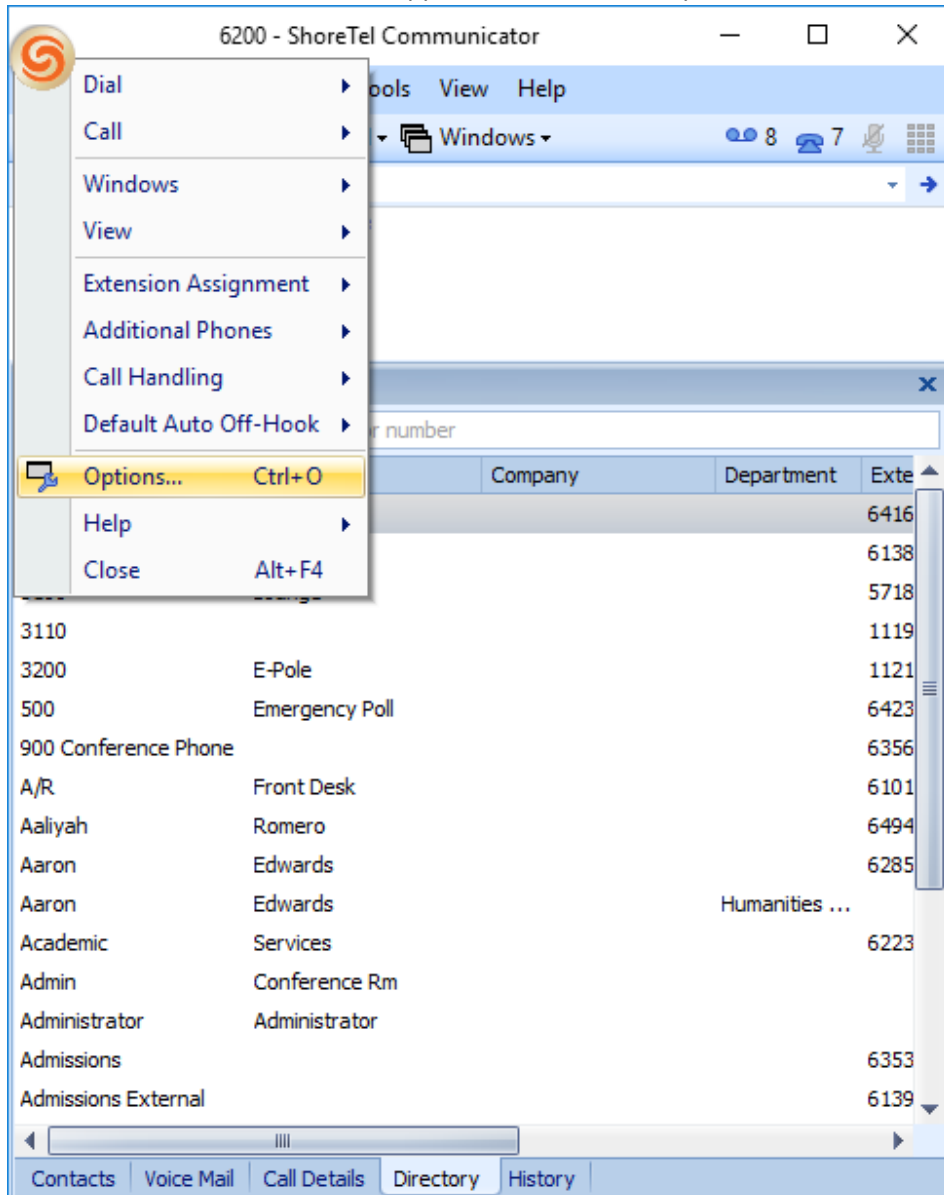 6200 - ShoreTel Communicator
Dial
ools View Help
Call
Windows
8 7
Windows
View
Extension Assignment
Additional Phones
Call Handling
Default Auto Off-Hook
r number
Options... Ctrl+O
Company Department Exte
Help
6416
Close Alt+F4
6138
5718
3110 1119
3200 E-Pole 1121
500 Emergency Poll 6423
900 Conference Phone 6356
A/R Front Desk 6101
Aaliyah Romero 6494
Aaron Edwards 6285
Aaron Edwards Humanities ...
Academic Services 6223
Admin Conference Rm
Administrator Administrator
Admissions 6353
Admissions External 6139
Contacts Voice Mail Call Details Directory History